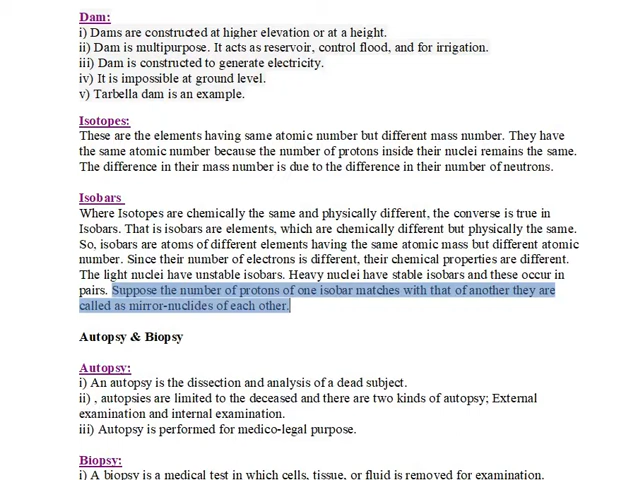 Dam:
i) Dams are constructed at higher elevation or at a height.
ii) Dam is multipurpose. It acts as reservoir, control flood, and for irrigation.
iii) Dam is constructed to generate electricity.
iv) It is impossible at ground level.
v) Tarbella dam is an example.
Isotopes:
These are the elements having same atomic number but different mass number. They have
the same atomic number because the number of protons inside their nuclei remains the same.
The difference in their mass number is due to the difference in their number of neutrons.
Isobars
Where Isotopes are chemically the same and physically different, the converse is true in
Isobars. That is isobars are elements, which are chemically different but physically the same.
So, isobars are atoms of different elements having the same atomic mass but different atomic
number. Since their number of electrons is different, their chemical properties are different.
The light nuclei have unstable isobars. Heavy nuclei have stable isobars and these occur in
pairs. Suppose the number of protons of one isobar matches with that of another they are
called as mirror-nuclides of each other.
Autopsy & Biopsy
Autopsy:
i) An autopsy is the dissection and analysis of a dead subject.
ii) , autopsies are limited to the deceased and there are two kinds of autopsy; External
examination and internal examination.
iii) Autopsy is performed for medico-legal purpose.
Biopsy:
i) A biopsy is a medical test in which cells, tissue, or fluid is removed for examination.